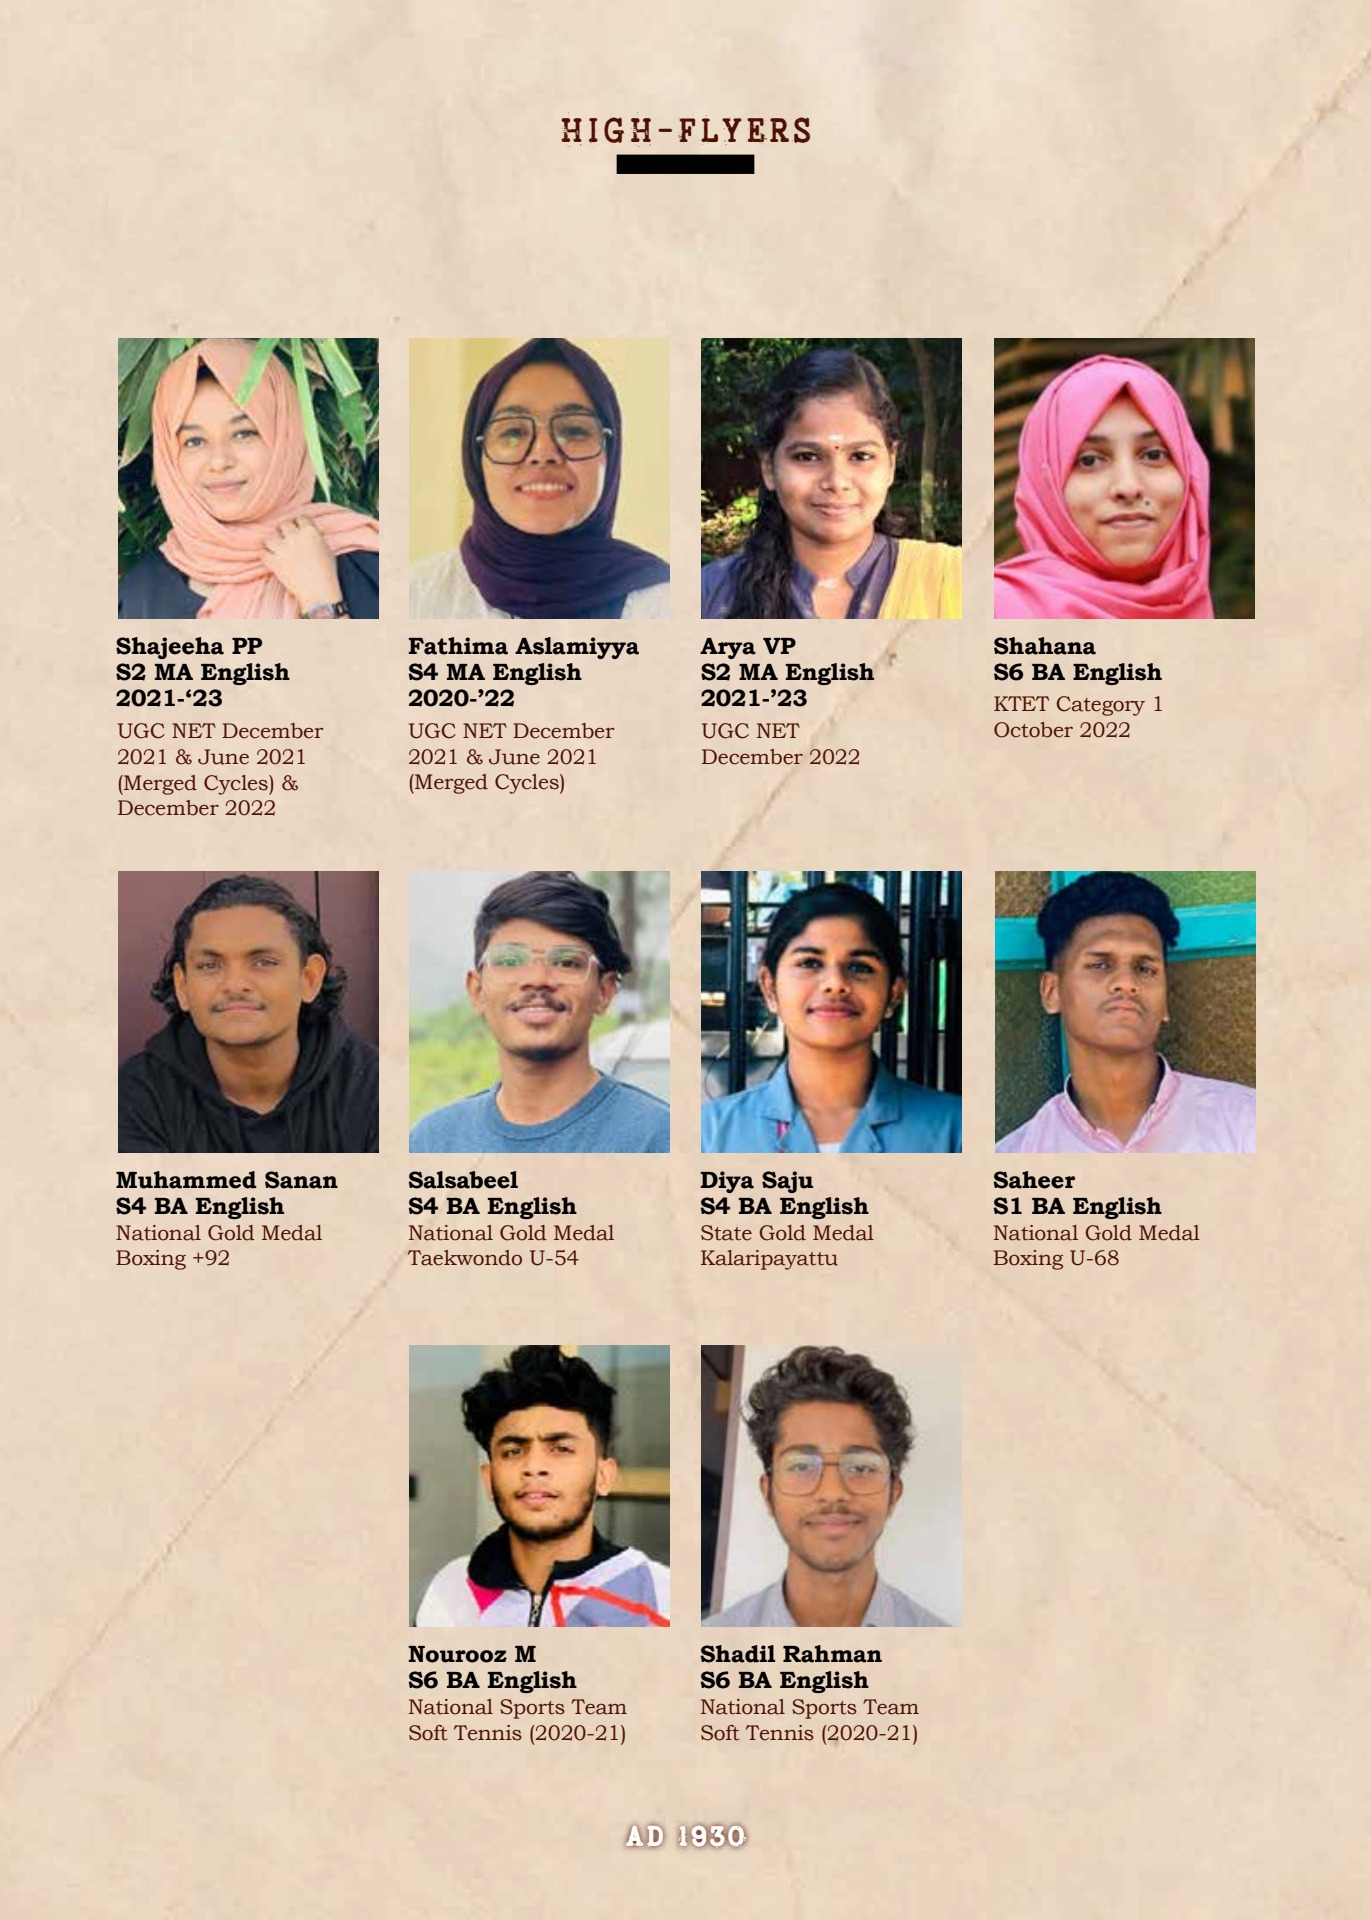 HIGH-FLYERS
Shajeeha PP
S2 MA English
2021-‘23
UGC NET December
2021 & June 2021
(Merged Cycles) &
December 2022
Fathima Aslamiyya
S4 MA English
2020-’22
UGC NET December
2021 & June 2021
(Merged Cycles)
Arya VP
S2 MA English
2021-’23
UGC NET
December 2022
Shahana
S6 BA English
KTET Category 1
October 2022
Muhammed Sanan
S4 BA English
National Gold Medal
Boxing +92
Salsabeel
S4 BA English
National Gold Medal
Taekwondo U-54
Diya Saju
S4 BA English
State Gold Medal
Kalaripayattu
Saheer
S1 BA English
National Gold Medal
Boxing U-68
Nourooz M
S6 BA English
National Sports Team
Soft Tennis (2020-21)
Shadil Rahman
S6 BA English
National Sports Team
Soft Tennis (2020-21)
AD 1930